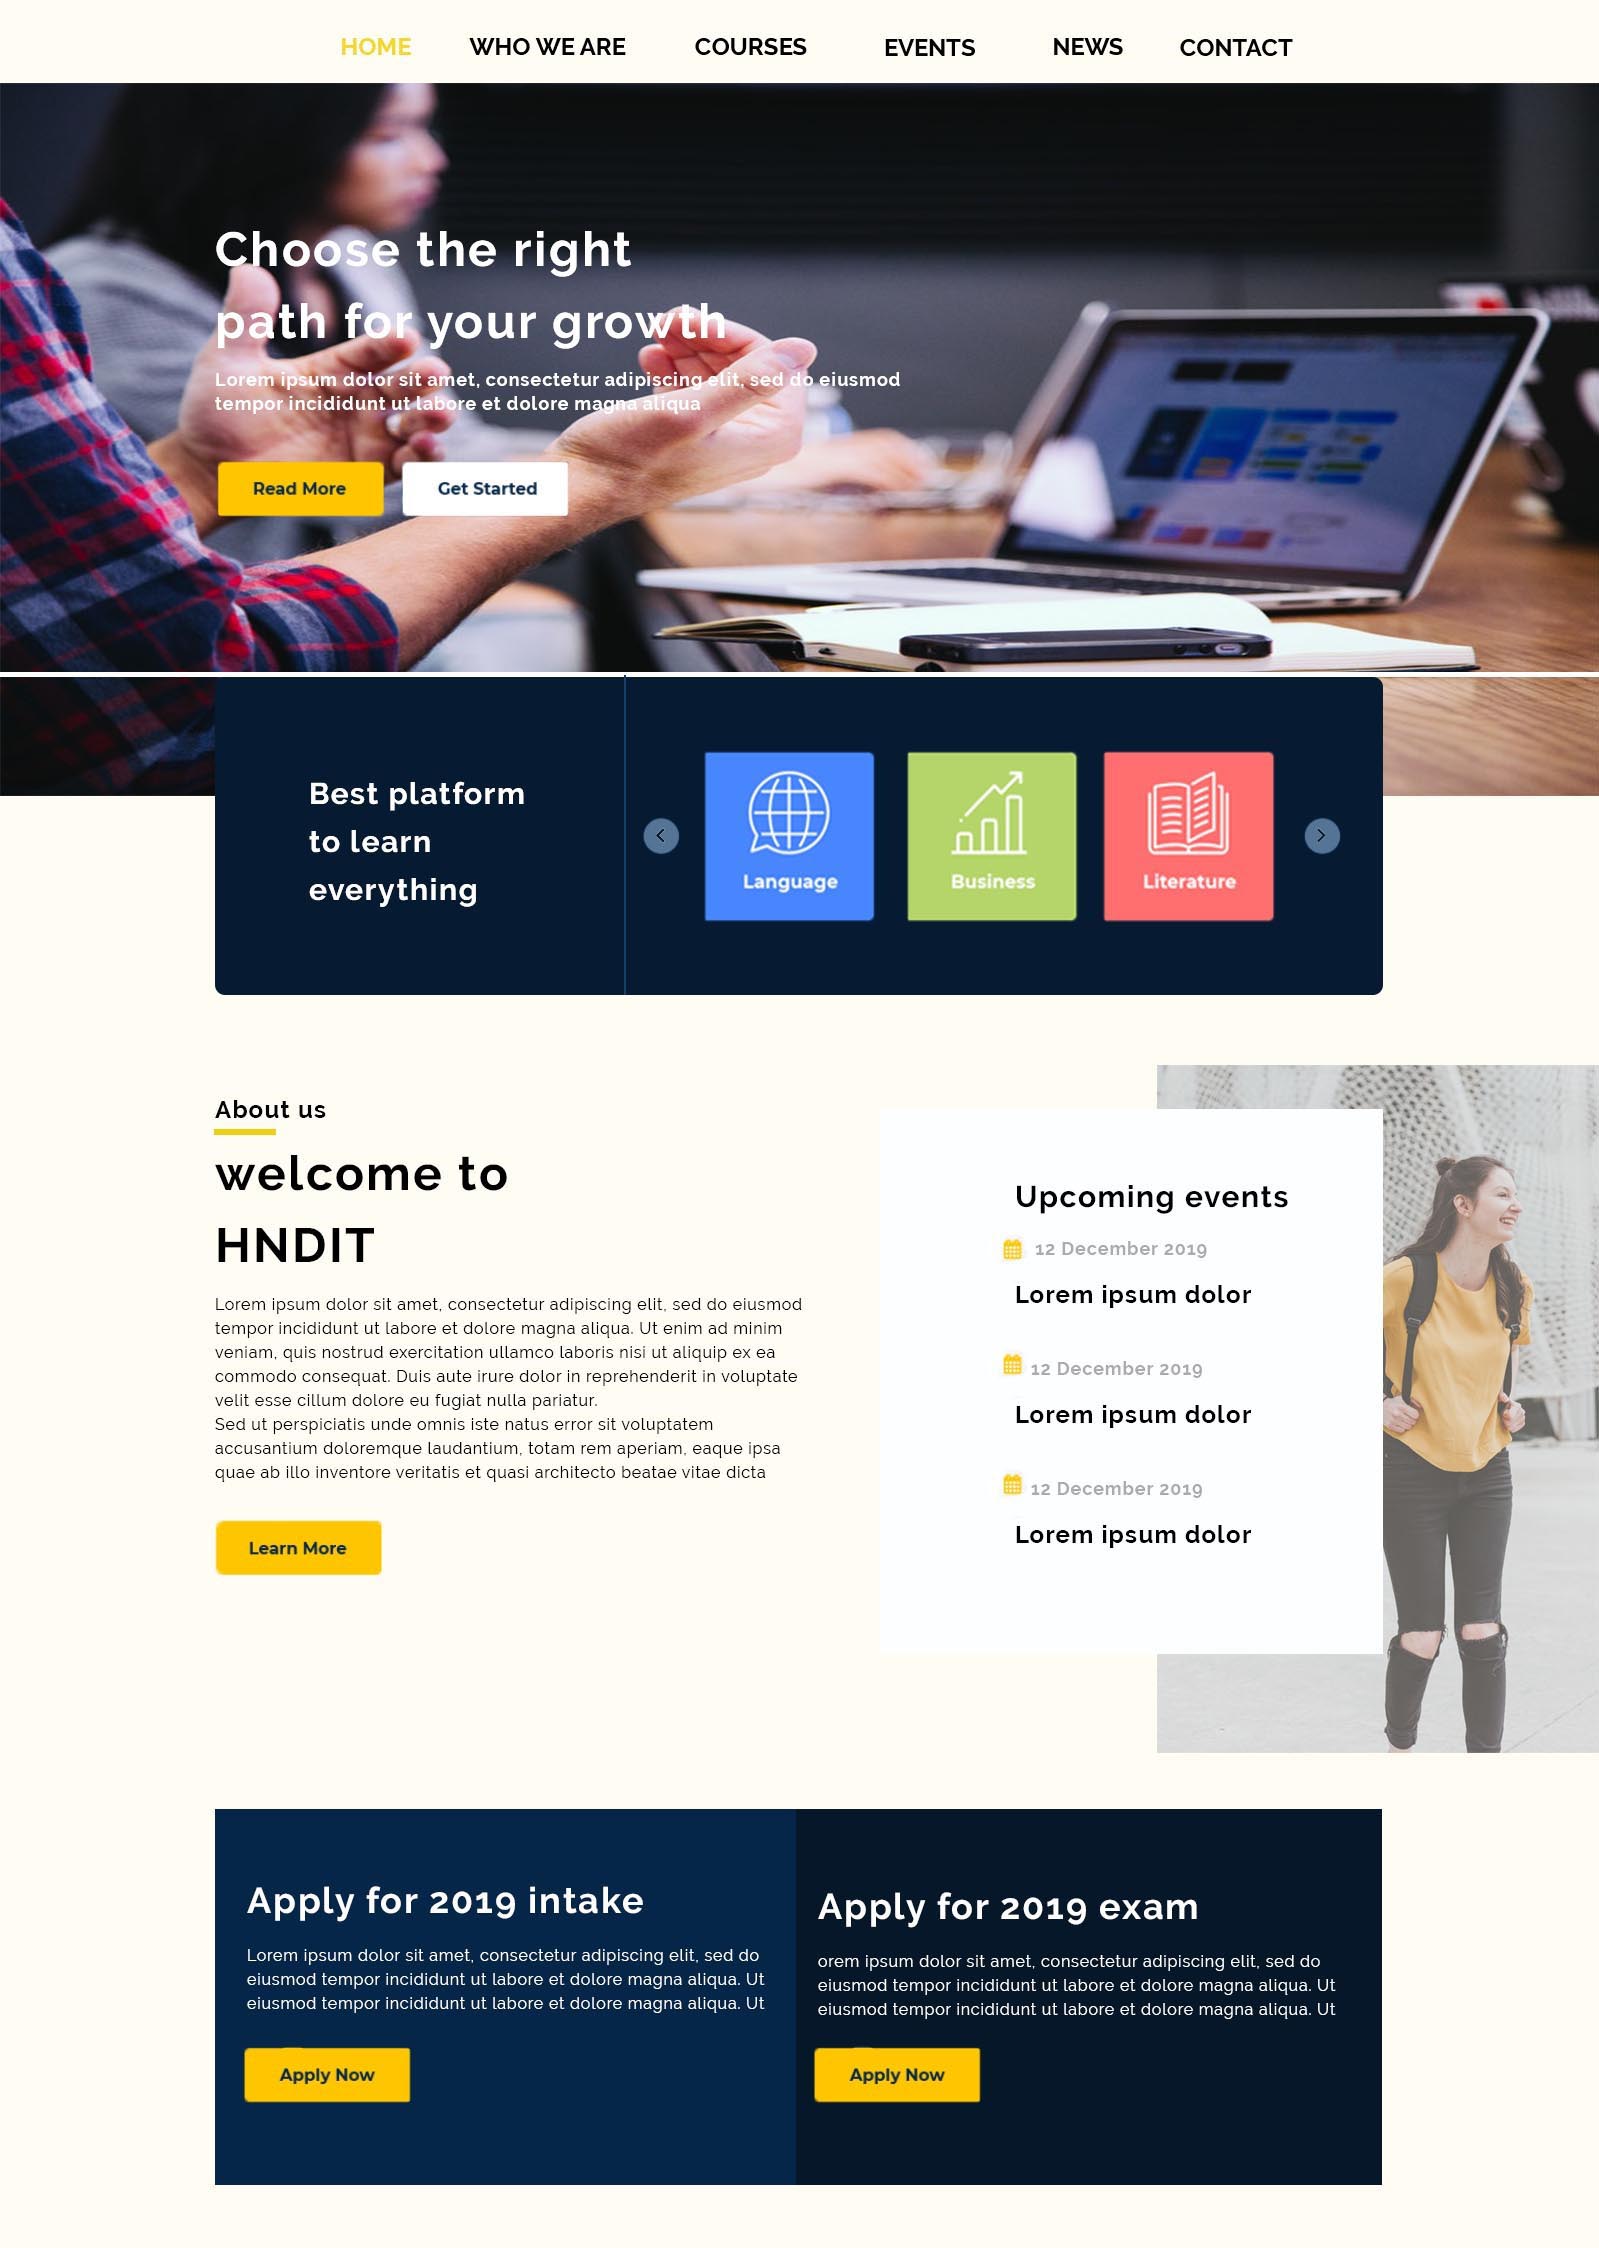 HOME WHO WE ARE COURSES EVENTS NEWS CONTACT
Choose the right
path for your growth
Lorem ipsum dolor sit amet, consectetur adipiscing elit, sed do eiusmod
tempor incididunt ut labore et dolore magna aliqua
Read More Get Started
Best platform
to learn
everything
Language Business Literature
About us
welcome to
HNDIT
Lorem ipsum dolor sit amet, consectetur adipiscing elit, sed do eiusmod
tempor incididunt ut labore et dolore magna aliqua. Ut enim ad minim
veniam, quis nostrud exercitation ullamco laboris nisi ut aliquip ex ea
commodo consequat. Duis aute irure dolor in reprehenderit in voluptate
velit esse cillum dolore eu fugiat nulla pariatur.
Sed ut perspiciatis unde omnis iste natus error sit voluptatem
accusantium doloremque laudantium, totam rem aperiam, eaque ipsa
quae ab illo inventore veritatis et quasi architecto beatae vitae dicta
Learn More
Upcoming events
12 December 2019
Lorem ipsum dolor
12 December 2019
Lorem ipsum dolor
12 December 2019
Lorem ipsum dolor
Apply for 2019 intake
Lorem ipsum dolor sit amet, consectetur adipiscing elit, sed do
eiusmod tempor incididunt ut labore et dolore magna aliqua. Ut
eiusmod tempor incididunt ut labore et dolore magna aliqua. Ut
Apply Now
Apply for 2019 exam
orem ipsum dolor sit amet, consectetur adipiscing elit, sed do
eiusmod tempor incididunt ut labore et dolore magna aliqua. Ut
eiusmod tempor incididunt ut labore et dolore magna aliqua. Ut
Apply Now